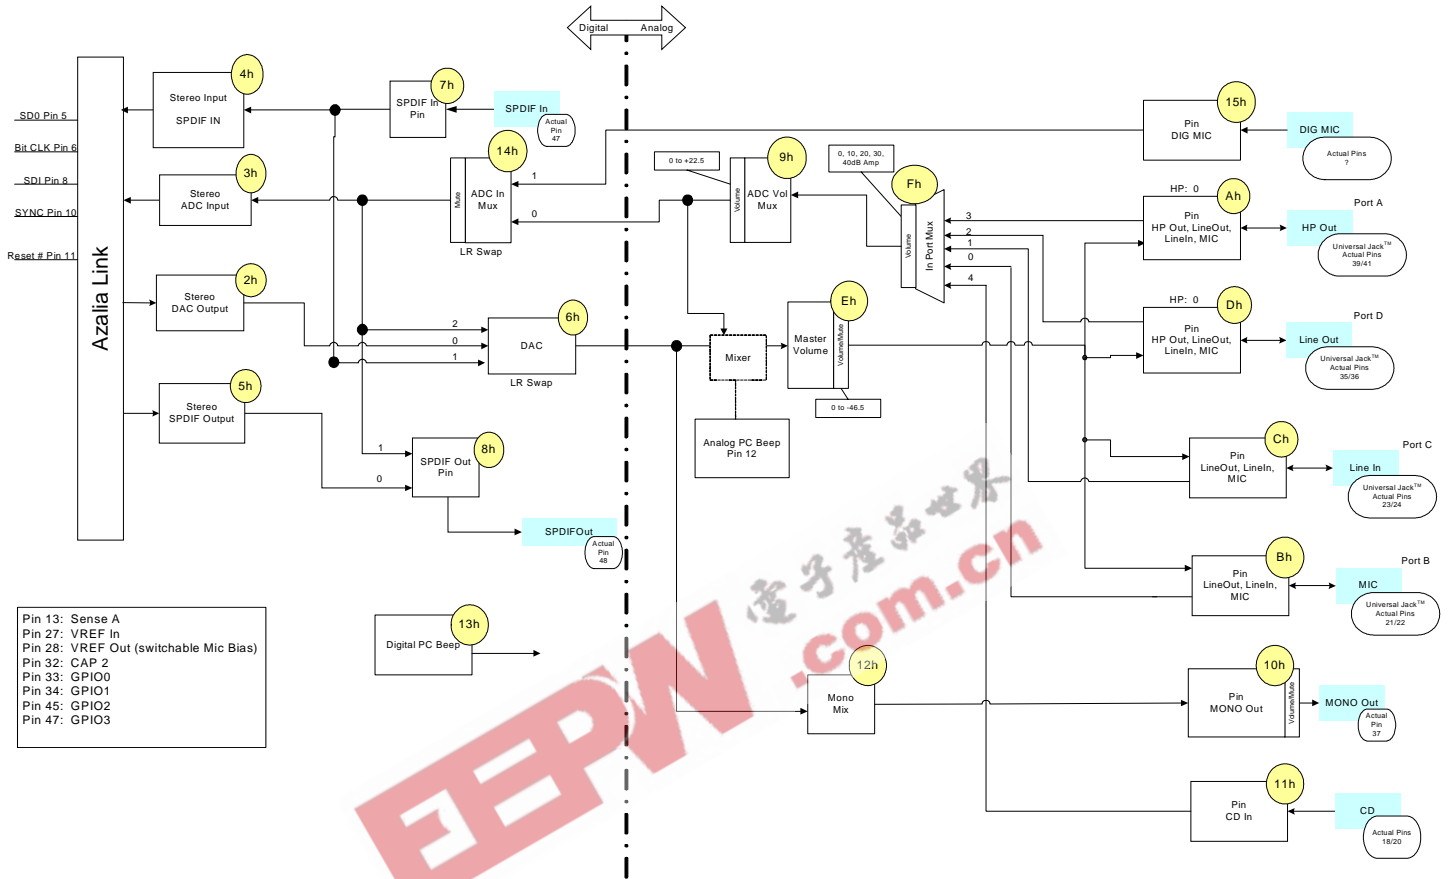 Digital
Analog
4h
Stereo Input
SPDIF IN
7h
SPDIF In
Pin
SPDIF In
Actual
Pin
47
SD0 Pin 5
Bit CLK Pin 6
SDI Pin 8
SYNC Pin 10
Reset # Pin 11
Azalia Link
3h
Stereo
ADC Input
14h
Mute
ADC In
Mux
LR Swap
1
0
0 to +22.5
9h
Volume
ADC Vol
Mux
0, 10, 20, 30,
40dB Amp
Fh
Volume
In Port Mux
3
2
1
0
4
15h
Pin
DIG MIC
DIG MIC
Actual Pins
?
HP: 0
Ah
Pin
HP Out, LineOut,
LineIn, MIC
Port A
HP Out
Universal Jack™
Actual Pins
39/41
2h
Stereo
DAC Output
6h
DAC
LR Swap
2
0
1
Mixer
Eh
Master
Volume
Volume/Mute
0 to -46.5
HP: 0
Dh
Pin
HP Out, LineOut,
LineIn, MIC
Port D
Line Out
Universal Jack™
Actual Pins
35/36
5h
Stereo
SPDIF Output
8h
SPDIF Out
Pin
1
0
Analog PC Beep
Pin 12
Ch
Pin
LineOut, LineIn,
MIC
Port C
Line In
Universal Jack™
Actual Pins
23/24
SPDIFOut
Actual
Pin
48
Bh
Pin
LineOut, LineIn,
MIC
Port B
MIC
Universal Jack™
Actual Pins
21/22
Pin 13: Sense A
Pin 27: VREF In
Pin 28: VREF Out (switchable Mic Bias)
Pin 32: CAP 2
Pin 33: GPIO0
Pin 34: GPIO1
Pin 45: GPIO2
Pin 47: GPIO3
13h
Digital PC Beep
12h
Mono
Mix
10h
Pin
MONO Out
Volume/Mute
MONO Out
Actual
Pin
37
11h
Pin
CD In
CD
Actual Pins
18/20
電子產品世界
EEPW
.com.cn